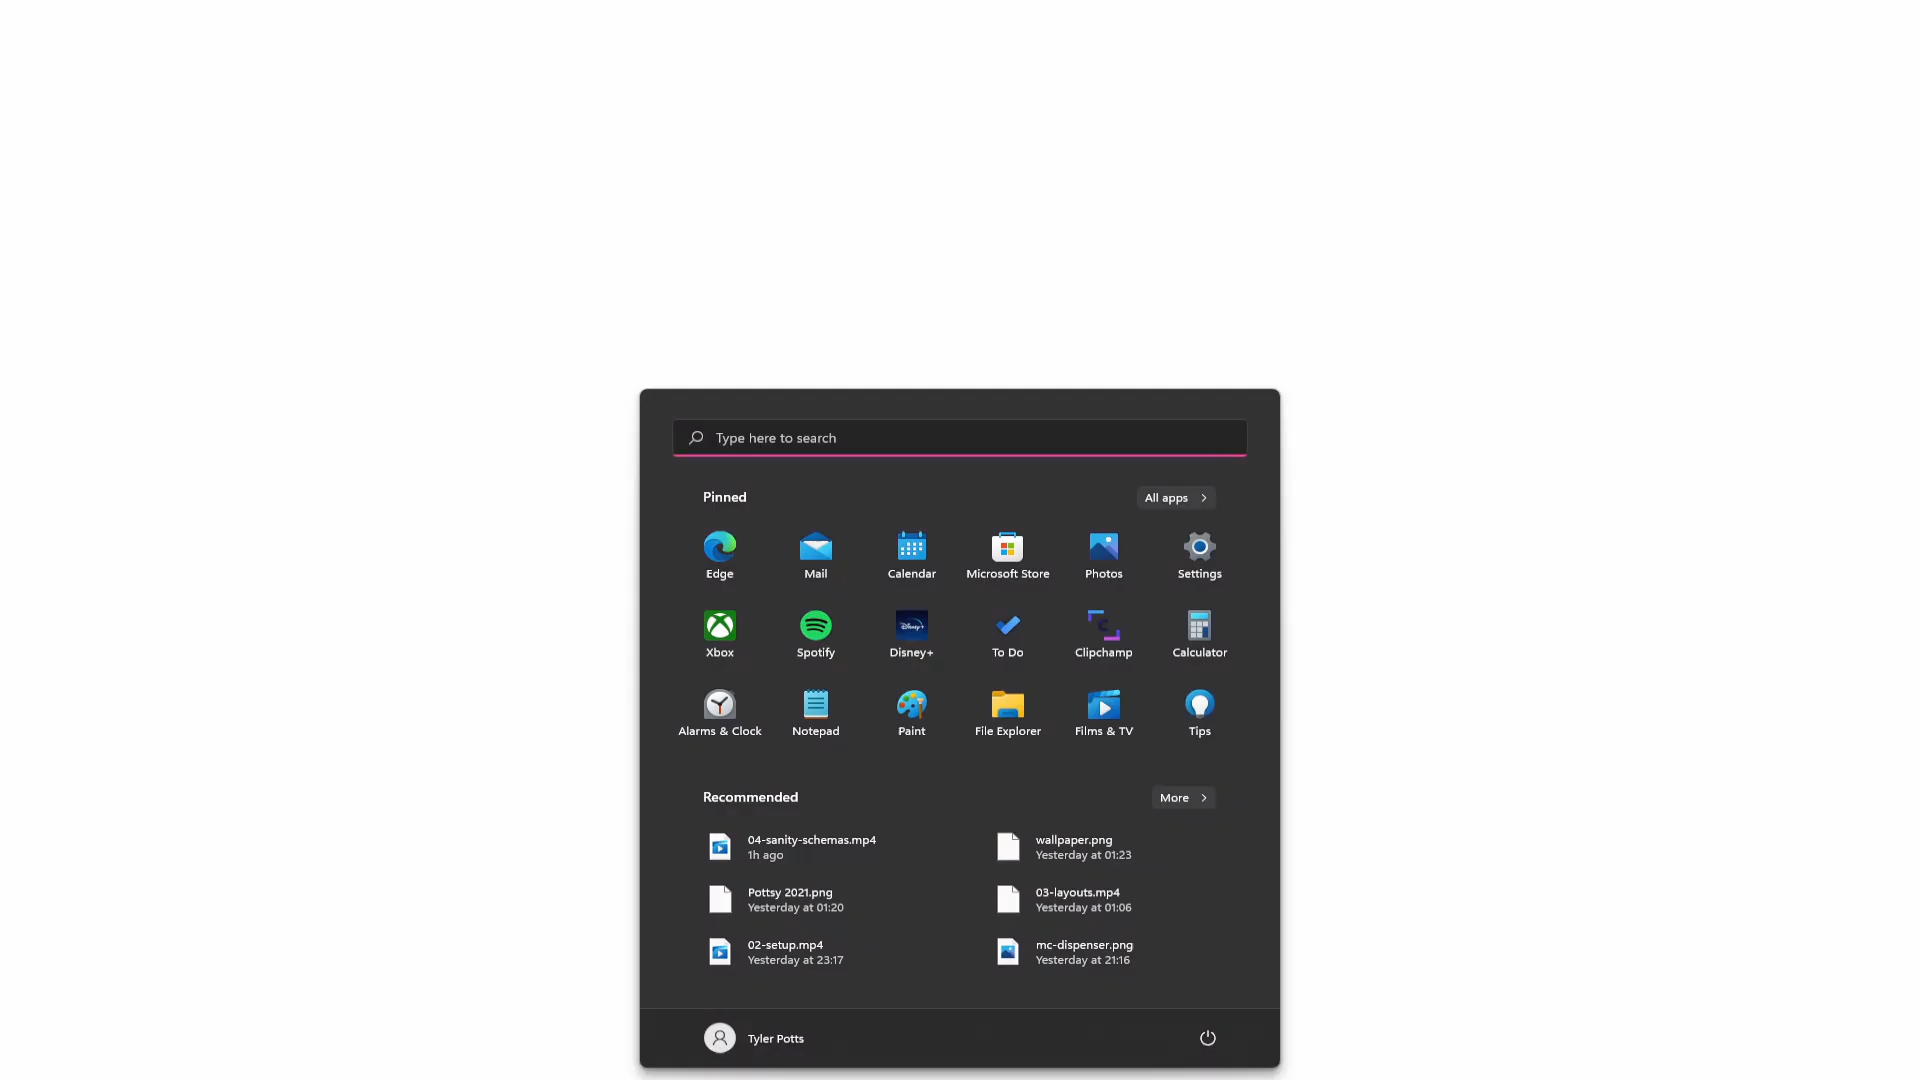 Type here to search
Pinned
All apps
Edge
Mail
Calendar
Microsoft Store
Photos
Settings
Xbox
Spotify
Disney+
To Do
Clipchamp
Calculator
Alarms & Clock
Notepad
Paint
File Explorer
Films & TV
Tips
Recommended
More
04-sanity-schemas.mp4
1h ago
wallpaper.png
Yesterday at 01:23
Pottsy 2021.png
Yesterday at 01:20
03-layouts.mp4
Yesterday at 01:06
02-setup.mp4
Yesterday at 23:17
mc-dispenser.png
Yesterday at 21:16
Tyler Potts